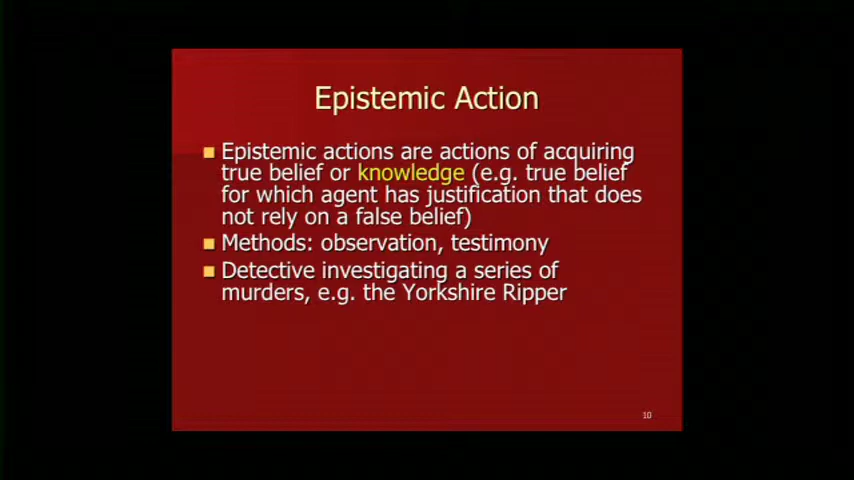 Epistemic Action
Epistemic actions are actions of acquiring
true belief or knowledge (e.g. true belief
for which agent has justification that does
not rely on a false belief)
Methods: observation, testimony
Detective investigating a series of
murders, e.g. the Yorkshire Ripper
10